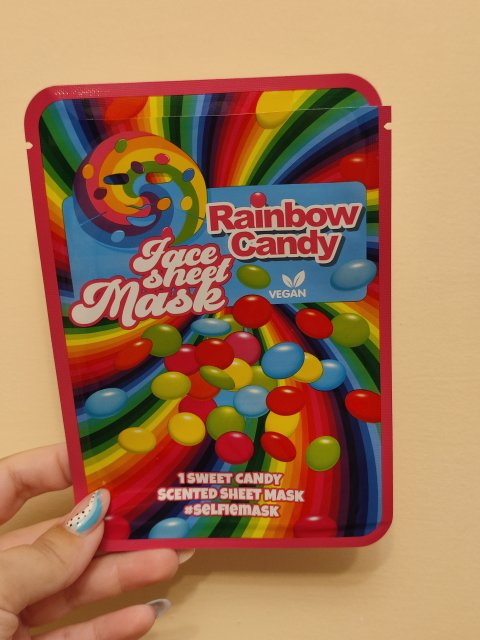 Rainbow
Candy
Face
sheet
Mask
VEGAN
1 SWEET CANDY
SCENTED SHEET MASK
#selfiemask